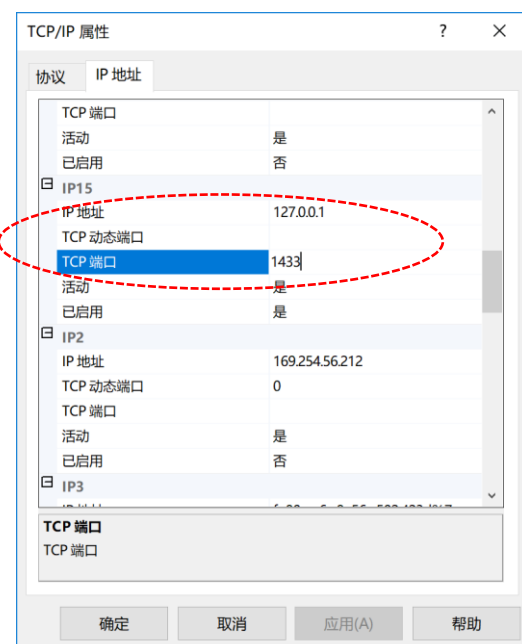 TCP/IP 属性 ? ×
协议 IP 地址
TCP 端口
活动 是
已启用 否
IP15
IP 地址 127.0.0.1
TCP 动态端口
TCP 端口 1433
活动 是
已启用 是
IP2
IP 地址 169.254.56.212
TCP 动态端口 0
TCP 端口
活动 是
已启用 否
IP3
TCP 端口
TCP 端口
确定 取消 应用(A) 帮助